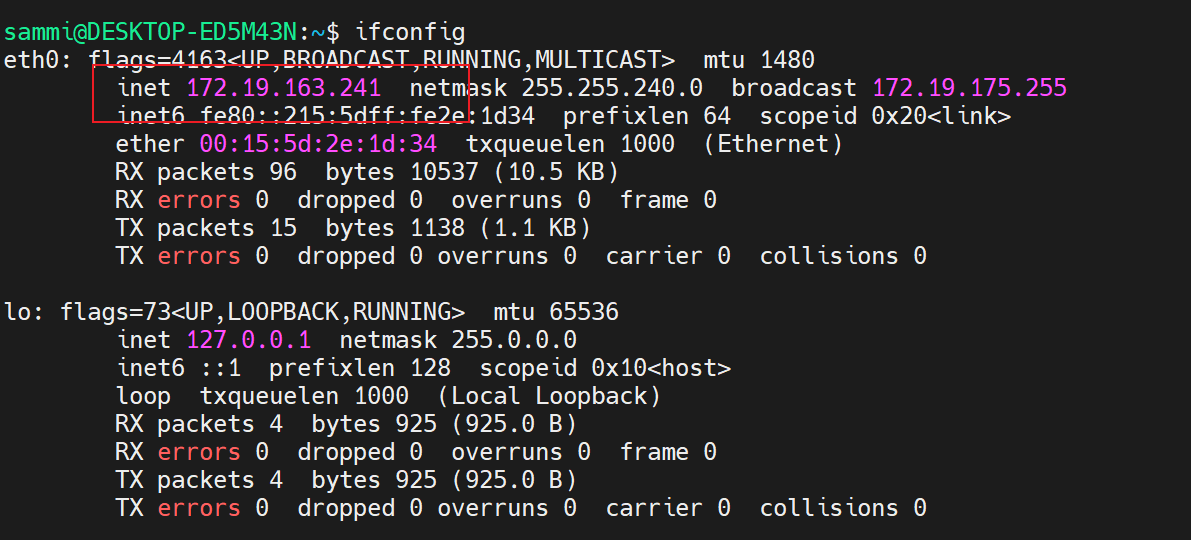 sammi@DESKTOP-ED5M43N:~$ ifconfig
eth0: flags=4163<UP,BROADCAST,RUNNING,MULTICAST>  mtu 1480
        inet 172.19.163.241  netmask 255.255.240.0  broadcast 172.19.175.255
        inet6 fe80::215:5dff:fe2e:1d34  prefixlen 64  scopeid 0x20<link>
        ether 00:15:5d:2e:1d:34  txqueuelen 1000  (Ethernet)
        RX packets 96  bytes 10537 (10.5 KB)
        RX errors 0  dropped 0  overruns 0  frame 0
        TX packets 15  bytes 1138 (1.1 KB)
        TX errors 0  dropped 0 overruns 0  carrier 0  collisions 0

lo: flags=73<UP,LOOPBACK,RUNNING>  mtu 65536
        inet 127.0.0.1  netmask 255.0.0.0
        inet6 ::1  prefixlen 128  scopeid 0x10<host>
        loop  txqueuelen 1000  (Local Loopback)
        RX packets 4  bytes 925 (925.0 B)
        RX errors 0  dropped 0  overruns 0  frame 0
        TX packets 4  bytes 925 (925.0 B)
        TX errors 0  dropped 0 overruns 0  carrier 0  collisions 0